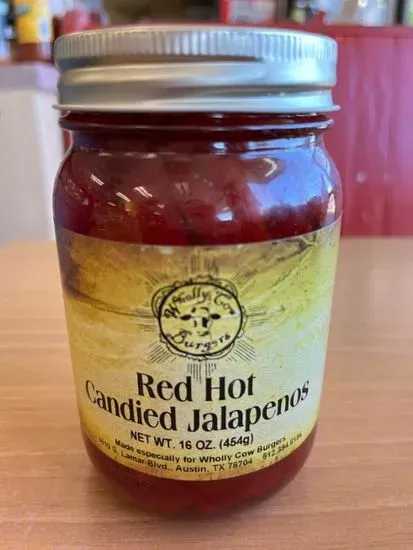 Wholly Cow
Burgers
Red Hot
Candied Jalapenos
NET WT. 16 OZ. (454g)
Made especially for Wholly Cow Burgers
S. Lamar Blvd., Austin, TX 78704